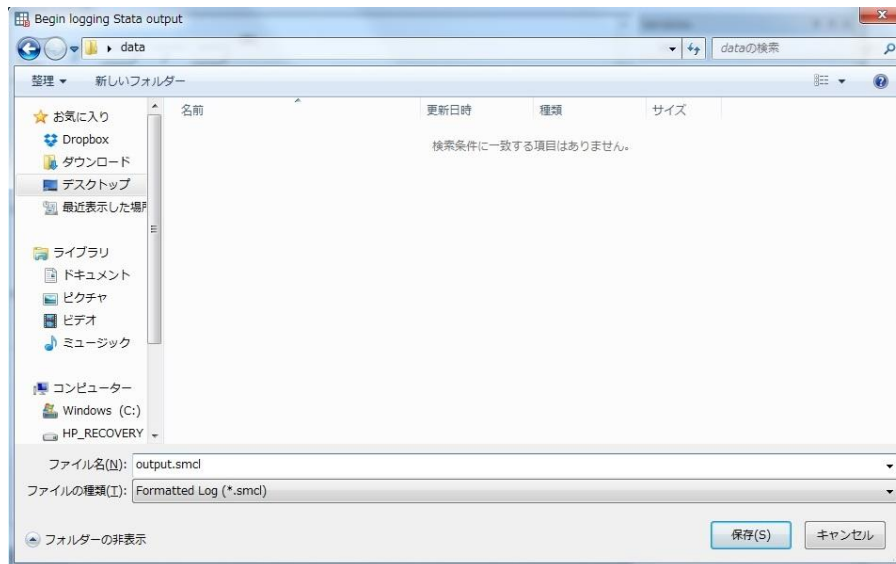 Begin logging Stata output
data
dataの検索
整理
新しいフォルダー
お気に入り
Dropbox
ダウンロード
デスクトップ
最近表示した場所
ライブラリ
ドキュメント
ピクチャ
ビデオ
ミュージック
コンピューター
Windows (C:)
HP_RECOVERY
名前 更新日時 種類 サイズ
検索条件に一致する項目はありません。
ファイル名(N): output.smcl
ファイルの種類(T): Formatted Log (*.smcl)
フォルダーの非表示
保存(S) キャンセル